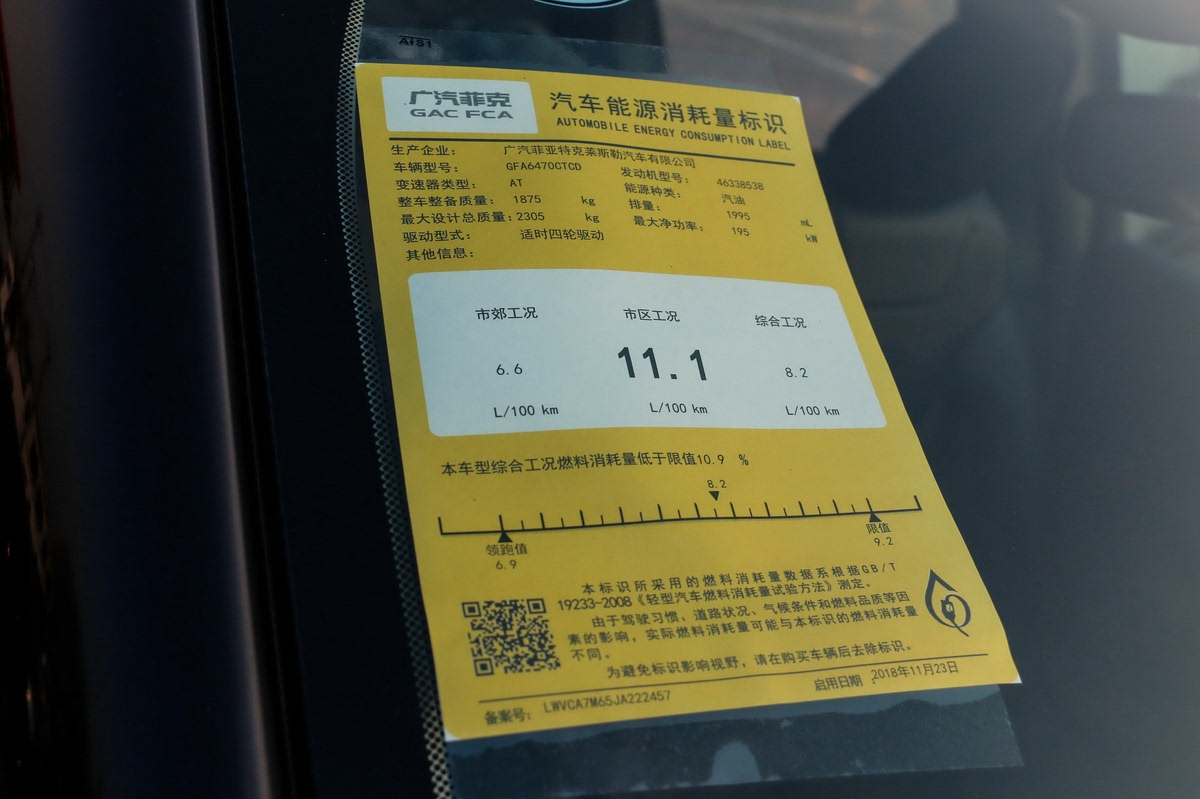 A1S1
广汽菲克
GAC FCA
汽车能源消耗量标识
AUTOMOBILE ENERGY CONSUMPTION LABEL
生产企业: 广汽菲亚特克莱斯勒汽车有限公司
车辆型号: GFA6470CTCD 发动机型号: 46338538
变速器类型: AT 能源种类: 汽油
整车整备质量: 1875 kg 排量: 1995 mL
最大设计总质量: 2305 kg 最大净功率: 195 kW
驱动型式: 适时四轮驱动
其他信息:
市郊工况 市区工况 综合工况
6.6 11.1 8.2
L/100 km L/100 km L/100 km
本车型综合工况燃料消耗量低于限值10.9 %
8.2
领跑值 限值
6.9 9.2
本标识所采用的燃料消耗量数据系根据GB/T
19233-2008《轻型汽车燃料消耗量试验方法》测定。
由于驾驶习惯、道路状况、气候条件和燃料品质等因
素的影响，实际燃料消耗量可能与本标识的燃料消耗量
不同。
为避免标识影响视野，请在购买车辆后去除标识。
备案号: LWVCA7M65JA222457 启用日期 2018年11月23日